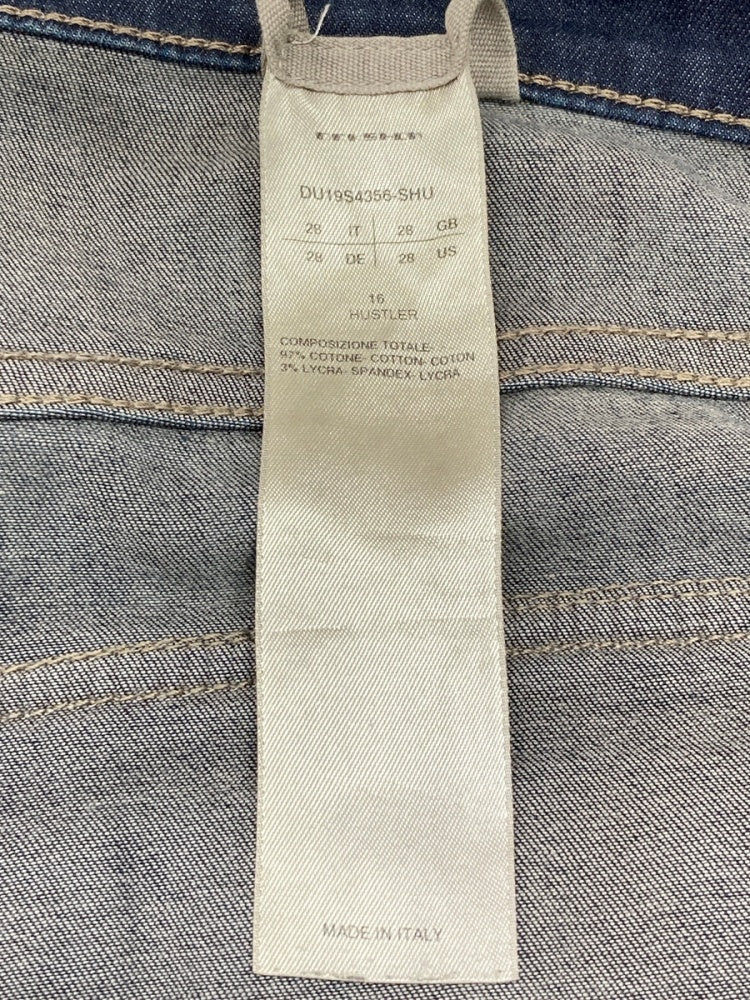 DU19S4356-SHU
28 IT 28 GB
28 DE 28 US
16
HUSTLER
COMPOSIZIONE TOTALE-
97% COTONE- COTTON- COTON
3% LYCRA- SPANDEX- LYCRA
MADE IN ITALY